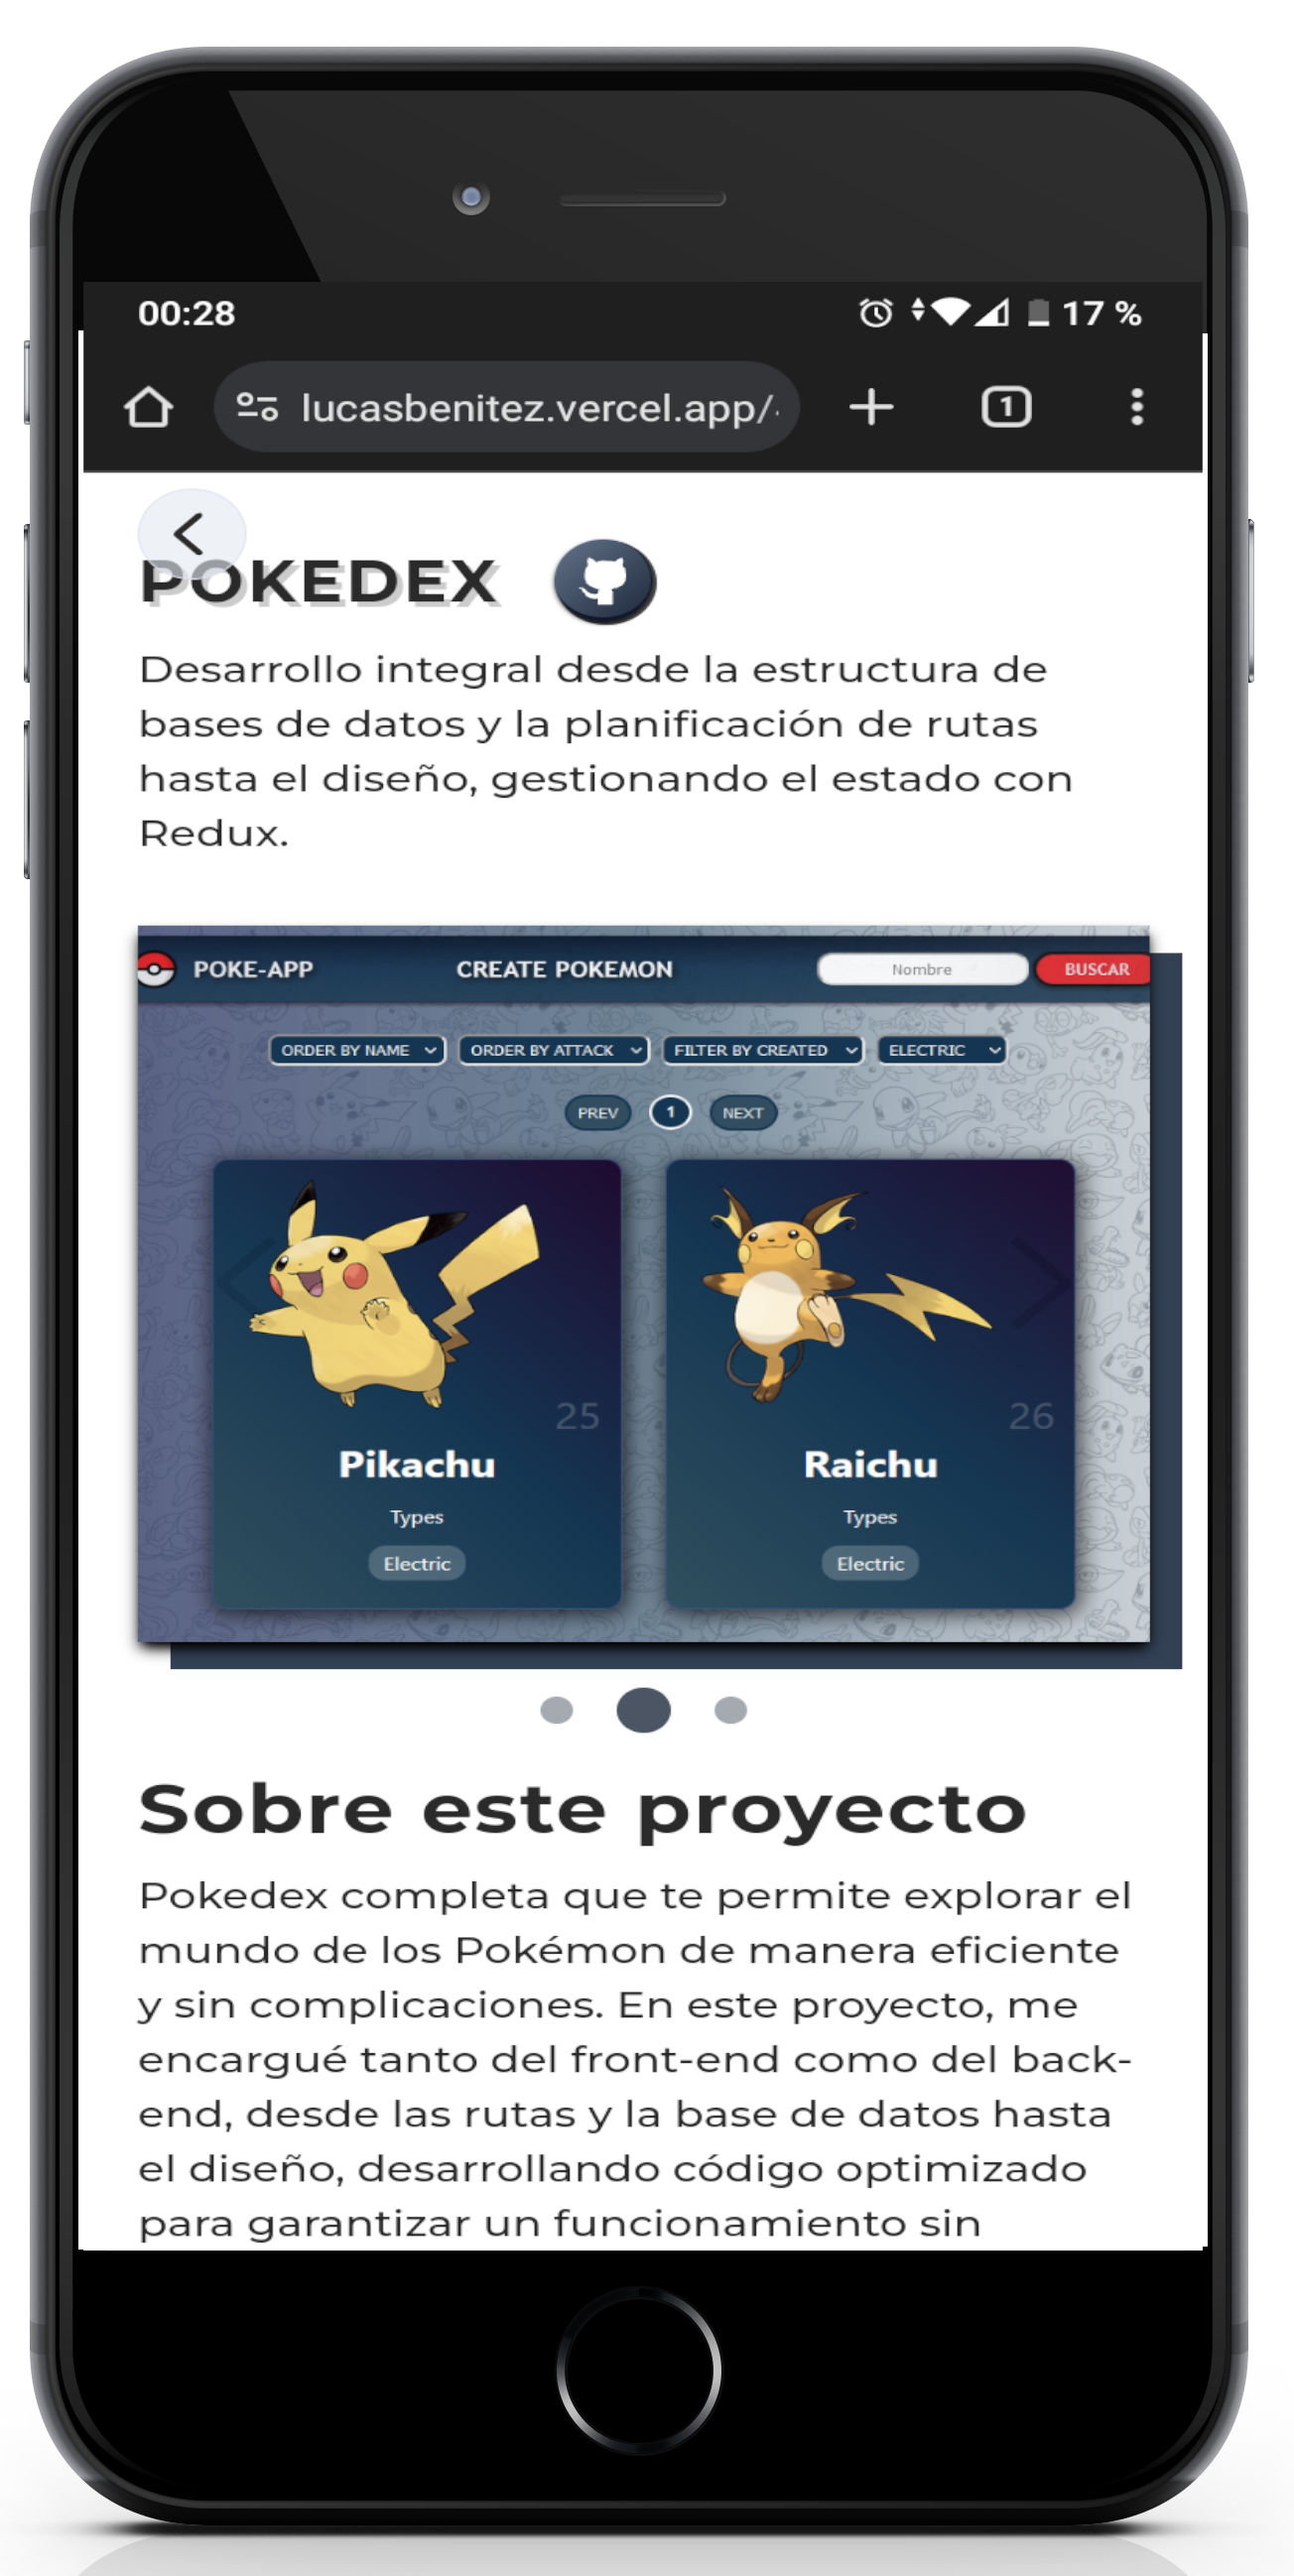 00:28
17 %
lucasbenitez.vercel.app/
1
POKEDEX
Desarrollo integral desde la estructura de
bases de datos y la planificación de rutas
hasta el diseño, gestionando el estado con
Redux.
POKE-APP CREATE POKEMON Nombre BUSCAR
ORDER BY NAME ORDER BY ATTACK FILTER BY CREATED ELECTRIC
PREV 1 NEXT
25 26
Pikachu Raichu
Types Types
Electric Electric
Sobre este proyecto
Pokedex completa que te permite explorar el
mundo de los Pokémon de manera eficiente
y sin complicaciones. En este proyecto, me
encargué tanto del front-end como del back-
end, desde las rutas y la base de datos hasta
el diseño, desarrollando código optimizado
para garantizar un funcionamiento sin